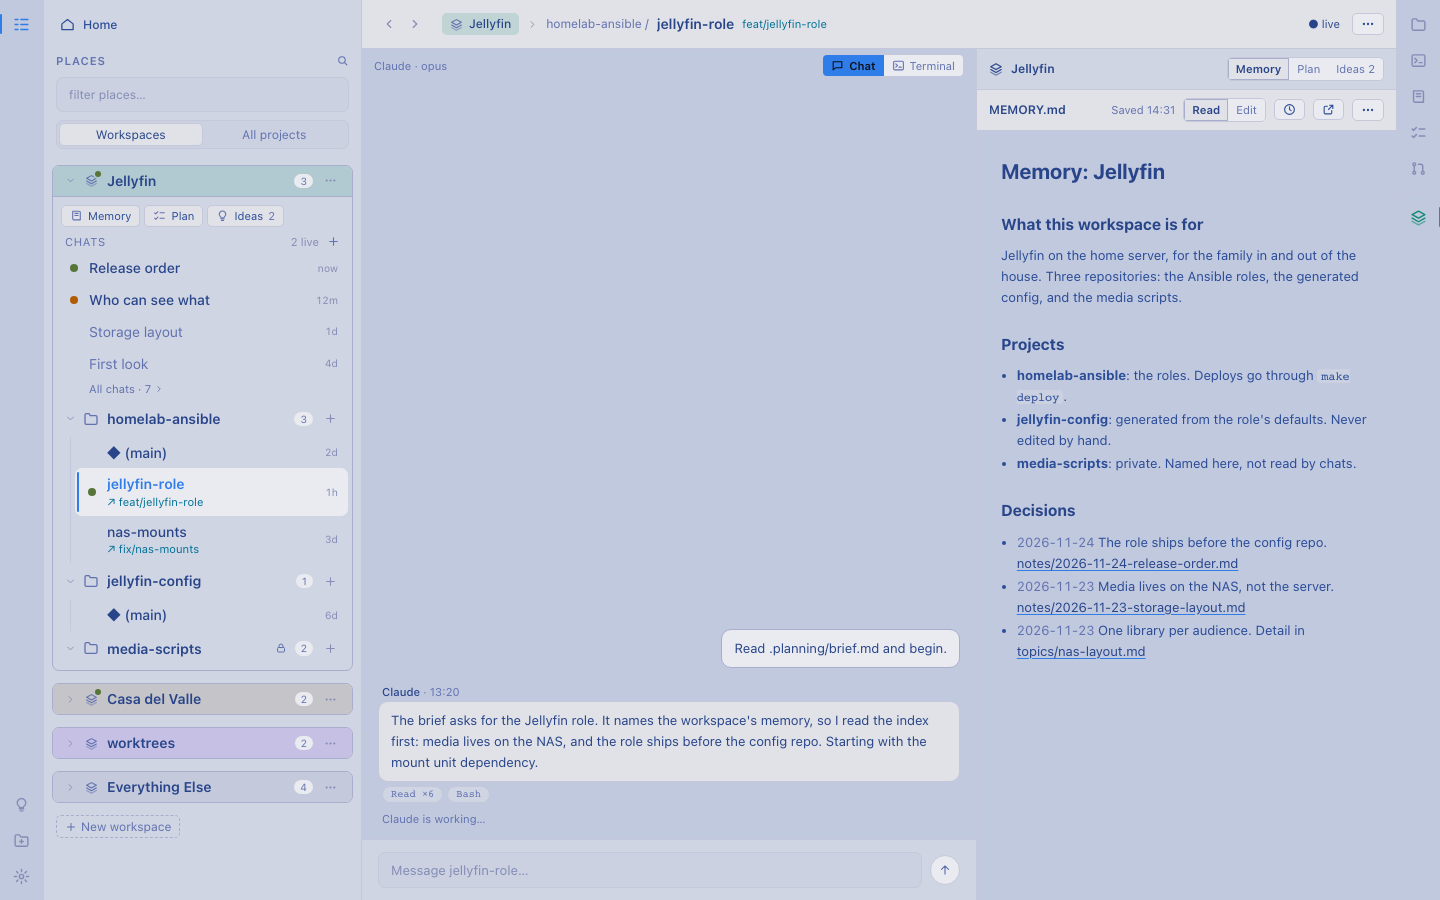 Home
PLACES
filter places...
Workspaces
All projects
Jellyfin
3
Memory
Plan
Ideas 2
CHATS
2 live
Release order
now
Who can see what
12m
Storage layout
1d
First look
4d
All chats · 7
homelab-ansible
3
(main)
2d
jellyfin-role
1h
feat/jellyfin-role
nas-mounts
3d
fix/nas-mounts
jellyfin-config
1
(main)
6d
media-scripts
2
Casa del Valle
2
worktrees
2
Everything Else
4
New workspace
Jellyfin
homelab-ansible / jellyfin-role feat/jellyfin-role
live
Claude · opus
Chat
Terminal
Read .planning/brief.md and begin.
Claude · 13:20
The brief asks for the Jellyfin role. It names the workspace's memory, so I read the index
first: media lives on the NAS, and the role ships before the config repo. Starting with the
mount unit dependency.
Read ×6
Bash
Claude is working...
Message jellyfin-role...
Jellyfin
Memory
Plan
Ideas 2
MEMORY.md
Saved 14:31
Read
Edit
Memory: Jellyfin
What this workspace is for
Jellyfin on the home server, for the family in and out of the
house. Three repositories: the Ansible roles, the generated
config, and the media scripts.
Projects
• homelab-ansible: the roles. Deploys go through make
deploy.
• jellyfin-config: generated from the role's defaults. Never
edited by hand.
• media-scripts: private. Named here, not read by chats.
Decisions
• 2026-11-24 The role ships before the config repo.
notes/2026-11-24-release-order.md
• 2026-11-23 Media lives on the NAS, not the server.
notes/2026-11-23-storage-layout.md
• 2026-11-23 One library per audience. Detail in
topics/nas-layout.md